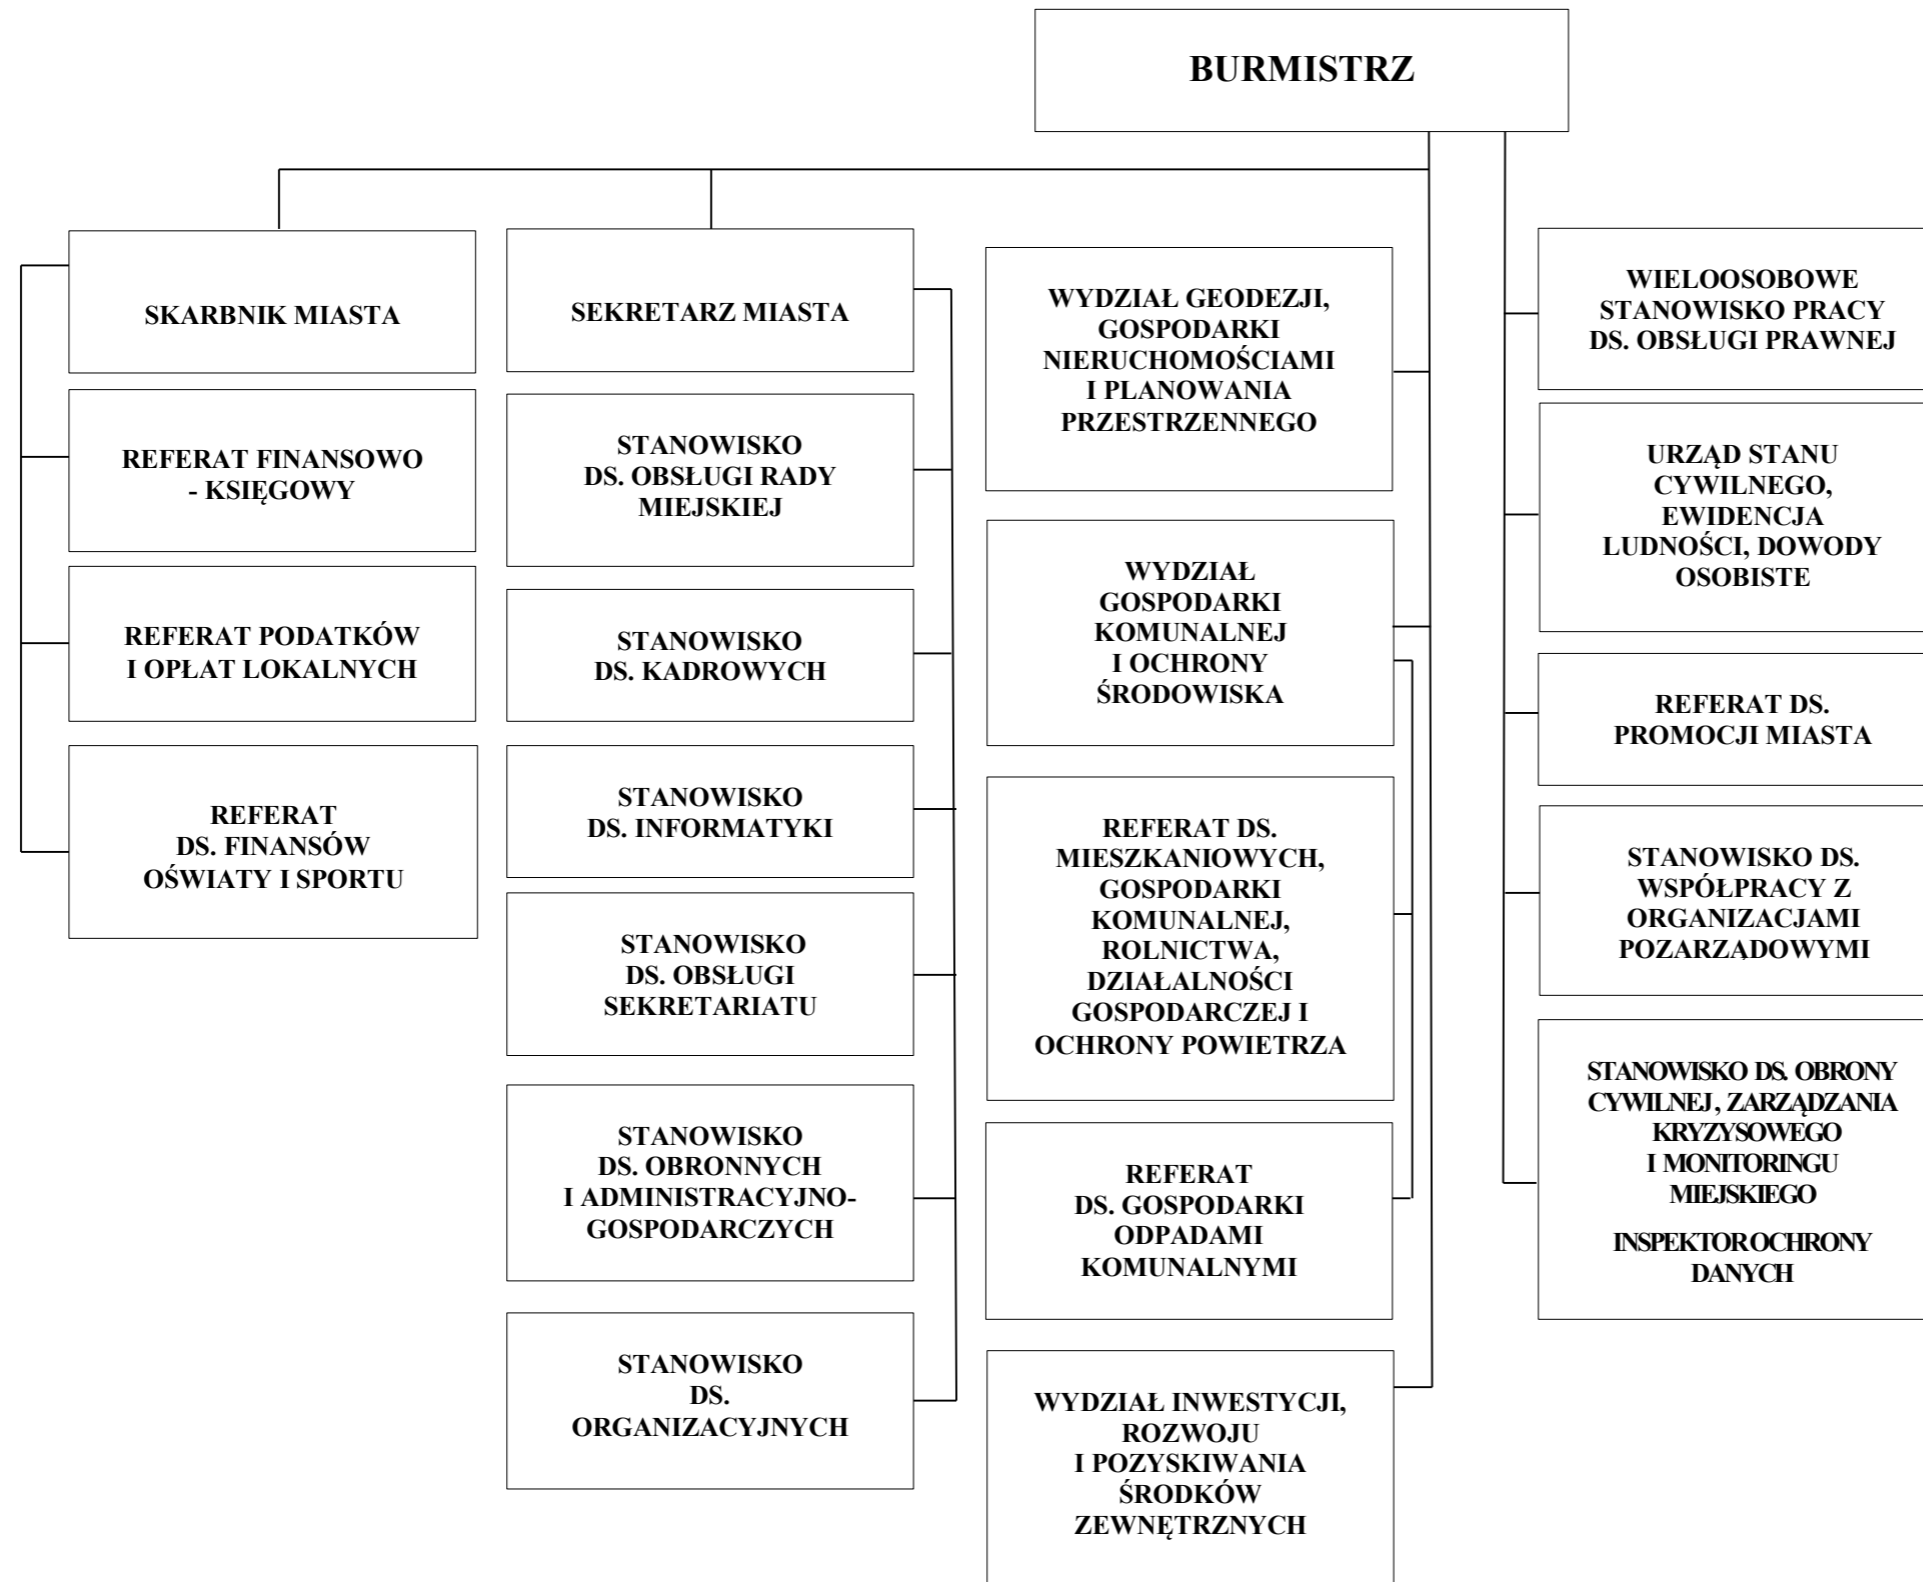 BURMISTRZ
SKARBNIK MIASTA
REFERAT FINANSOWO
- KSIĘGOWY
REFERAT PODATKÓW
I OPŁAT LOKALNYCH
REFERAT
DS. FINANSÓW
OŚWIATY I SPORTU
SEKRETARZ MIASTA
STANOWISKO
DS. OBSŁUGI RADY
MIEJSKIEJ
STANOWISKO
DS. KADROWYCH
STANOWISKO
DS. INFORMATYKI
STANOWISKO
DS. OBSŁUGI
SEKRETARIATU
STANOWISKO
DS. OBRONNYCH
I ADMINISTRACYJNO-
GOSPODARCZYCH
STANOWISKO
DS.
ORGANIZACYJNYCH
WYDZIAŁ GEODEZJI,
GOSPODARKI
NIERUCHOMOŚCIAMI
I PLANOWANIA
PRZESTRZENNEGO
WYDZIAŁ
GOSPODARKI
KOMUNALNEJ
I OCHRONY
ŚRODOWISKA
REFERAT DS.
MIESZKANIOWYCH,
GOSPODARKI
KOMUNALNEJ,
ROLNICTWA,
DZIAŁALNOŚCI
GOSPODARCZEJ I
OCHRONY POWIETRZA
REFERAT
DS. GOSPODARKI
ODPADAMI
KOMUNALNYMI
WYDZIAŁ INWESTYCJI,
ROZWOJU
I POZYSKIWANIA
ŚRODKÓW
ZEWNĘTRZNYCH
WIELOOSOBOWE
STANOWISKO PRACY
DS. OBSŁUGI PRAWNEJ
URZĄD STANU
CYWILNEGO,
EWIDENCJA
LUDNOŚCI, DOWODY
OSOBISTE
REFERAT DS.
PROMOCJI MIASTA
STANOWISKO DS.
WSPÓŁPRACY Z
ORGANIZACJAMI
POZARZĄDOWYMI
STANOWISKO DS. OBRONY
CYWILNEJ, ZARZĄDZANIA
KRYZYSOWEGO
I MONITORINGU
MIEJSKIEGO
INSPEKTOR OCHRONY
DANYCH